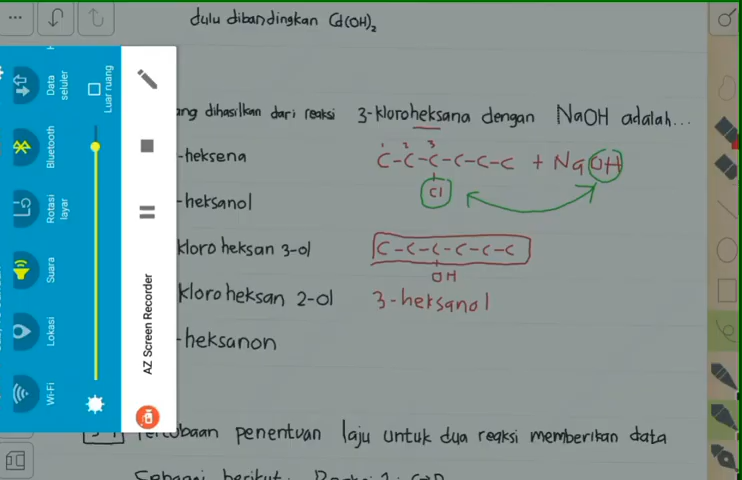 dulu dibandingkan Cd(OH)2
ang dihasilkan dari reaksi 3-kloroheksana dengan NaOH adalah...
-heksena
1 2 3
C-C-C-C-C-C + NaOH
Cl
-heksanol
kloro heksan 3-ol
C-C-C-C-C-C
OH
kloro heksan 2-ol
3-heksanol
-heksanon
Percobaan penentuan laju untuk dua reaksi memberikan data
Sebagai berikut.
Data seluler
Bluetooth
Rotasi layar
Suara
Lokasi
Wi-Fi
Luar ruang
AZ Screen Recorder